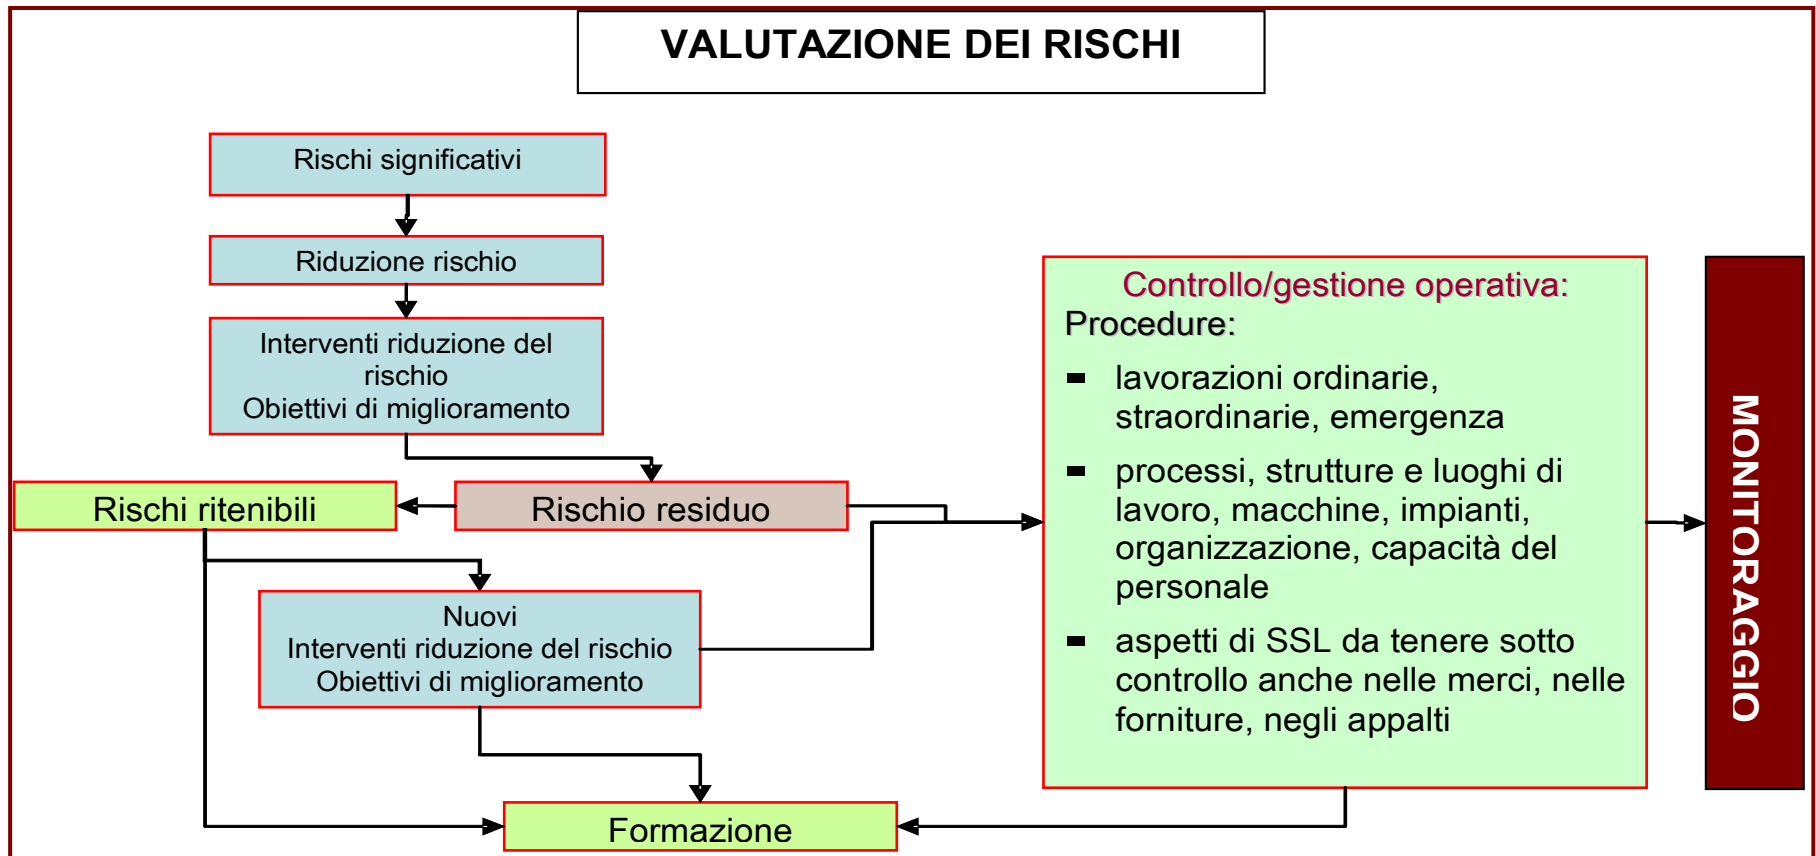 VALUTAZIONE DEI RISCHI
Rischi significativi
Riduzione rischio
Interventi riduzione del
rischio
Obiettivi di miglioramento
Rischi ritenibili
Rischio residuo
Nuovi
Interventi riduzione del rischio
Obiettivi di miglioramento
Formazione
Controllo/gestione operativa:
Procedure:
lavorazioni ordinarie,
straordinarie, emergenza
processi, strutture e luoghi di
lavoro, macchine, impianti,
organizzazione, capacità del
personale
aspetti di SSL da tenere sotto
controllo anche nelle merci, nelle
forniture, negli appalti
MONITORAGGIO